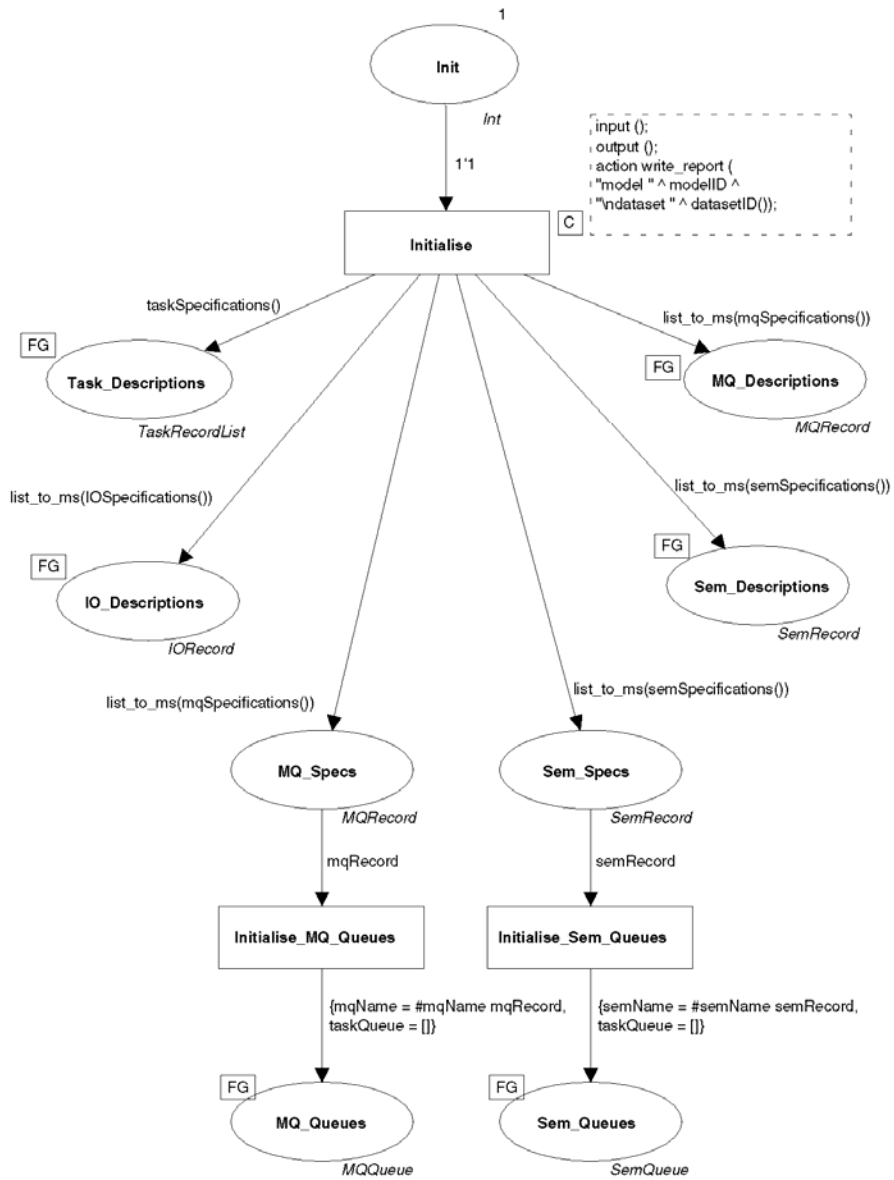 1
Init
Int
1'1
input ();
output ();
action write_report (
"model " ^ modelID ^
"\ndataset " ^ datasetID());
C
Initialise
taskSpecifications()
list_to_ms(mqSpecifications())
FG
Task_Descriptions
TaskRecordList
FG
MQ_Descriptions
MQRecord
list_to_ms(IOSpecifications())
list_to_ms(semSpecifications())
FG
IO_Descriptions
IORecord
FG
Sem_Descriptions
SemRecord
list_to_ms(mqSpecifications())
list_to_ms(semSpecifications())
MQ_Specs
MQRecord
Sem_Specs
SemRecord
mqRecord
semRecord
Initialise_MQ_Queues
Initialise_Sem_Queues
{mqName = #mqName mqRecord,
taskQueue = []}
{semName = #semName semRecord,
taskQueue = []}
FG
MQ_Queues
MQQueue
FG
Sem_Queues
SemQueue